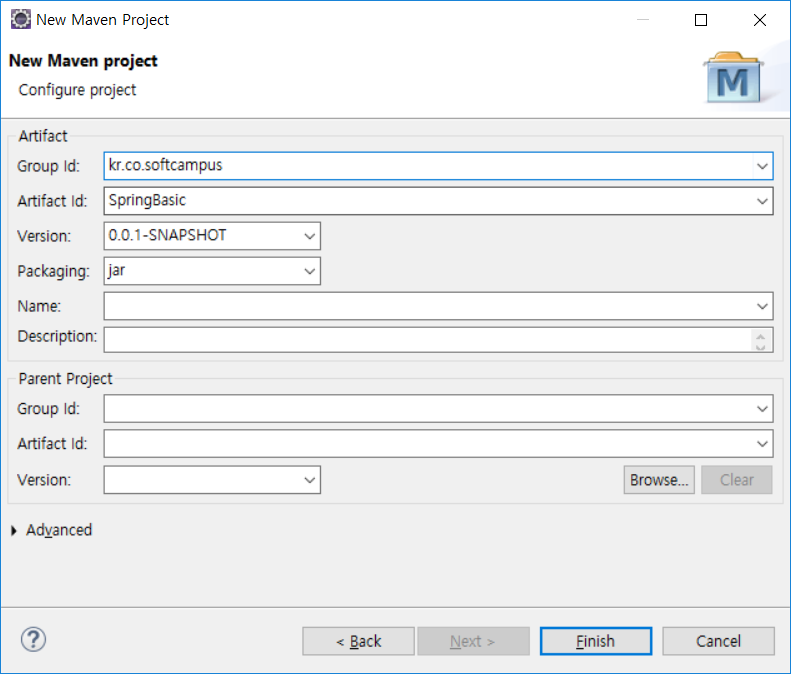 New Maven Project
New Maven project
Configure project
M
Artifact
Group Id: kr.co.softcampus
Artifact Id: SpringBasic
Version: 0.0.1-SNAPSHOT
Packaging: jar
Name:
Description:
Parent Project
Group Id:
Artifact Id:
Version: Browse... Clear
Advanced
? < Back Next > Finish Cancel